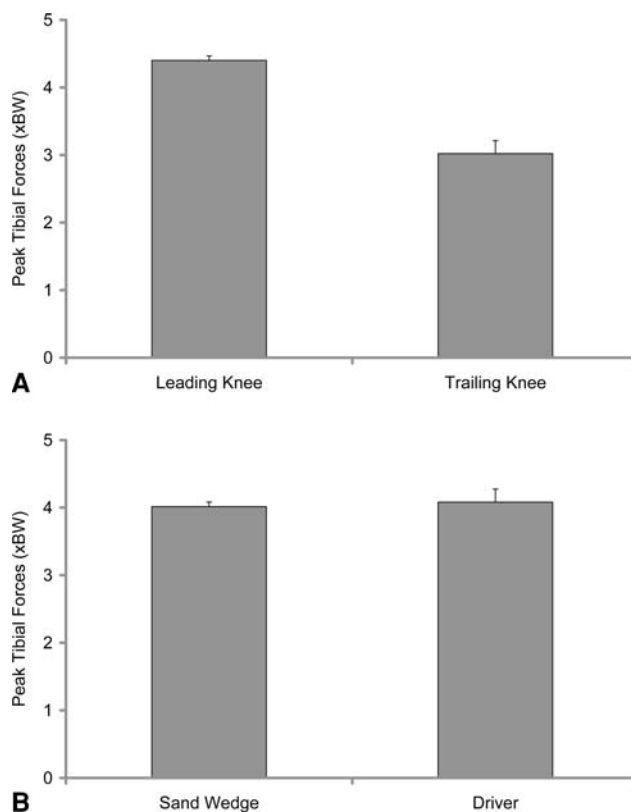 5
4
3
2
1
0
Peak Tibial Forces (xBW)
Leading Knee
Trailing Knee
A
5
4
3
2
1
0
Peak Tibial Forces (xBW)
Sand Wedge
Driver
B